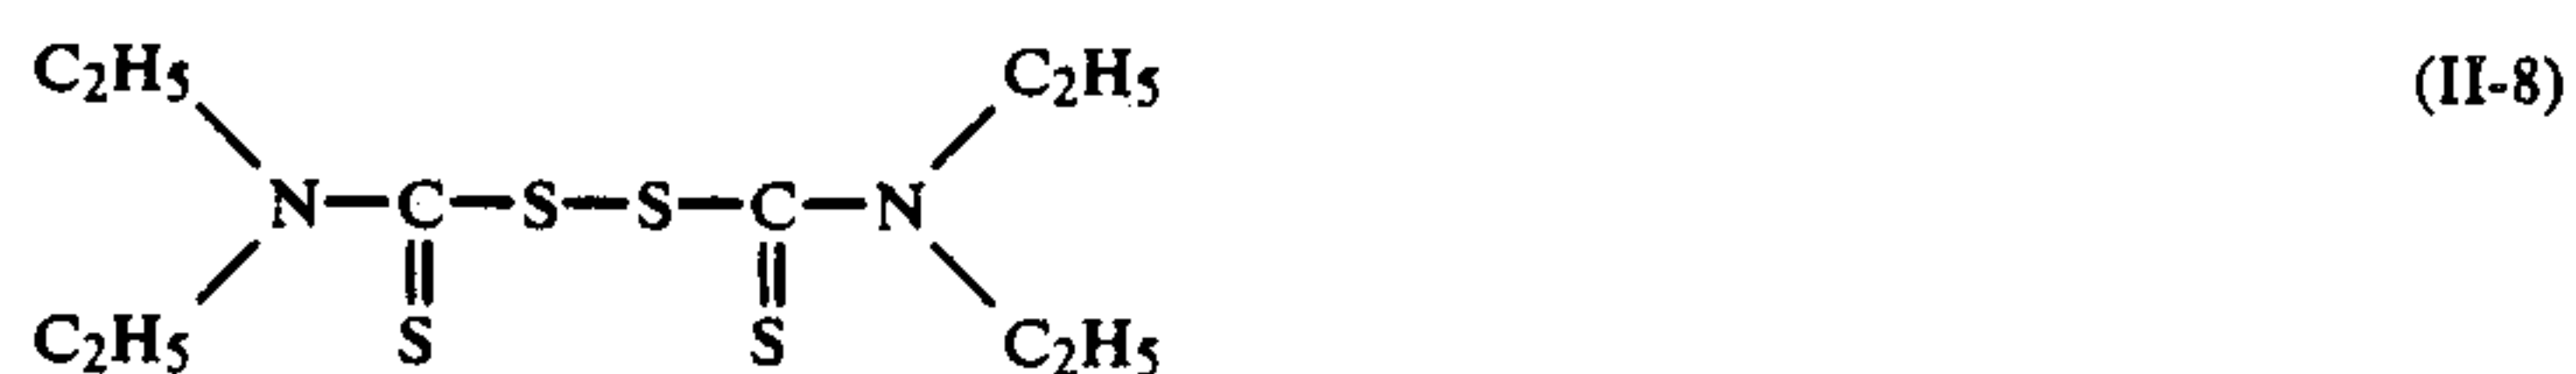 C2H5 C2H5 (II-8)
N—C—S—S—C—N
C2H5 S S C2H5